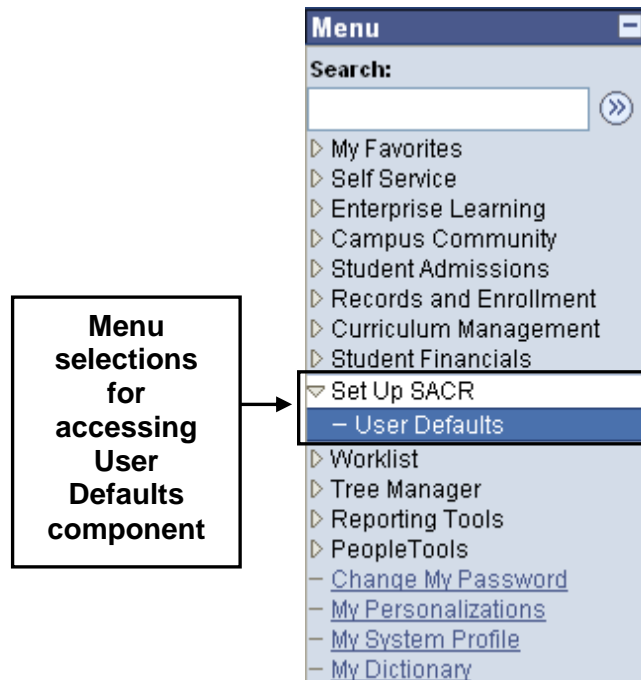 Menu
Search:
My Favorites
Self Service
Enterprise Learning
Campus Community
Student Admissions
Records and Enrollment
Curriculum Management
Student Financials
Set Up SACR
– User Defaults
Worklist
Tree Manager
Reporting Tools
PeopleTools
– Change My Password
– My Personalizations
– My System Profile
– My Dictionary
Menu
selections
for
accessing
User
Defaults
component